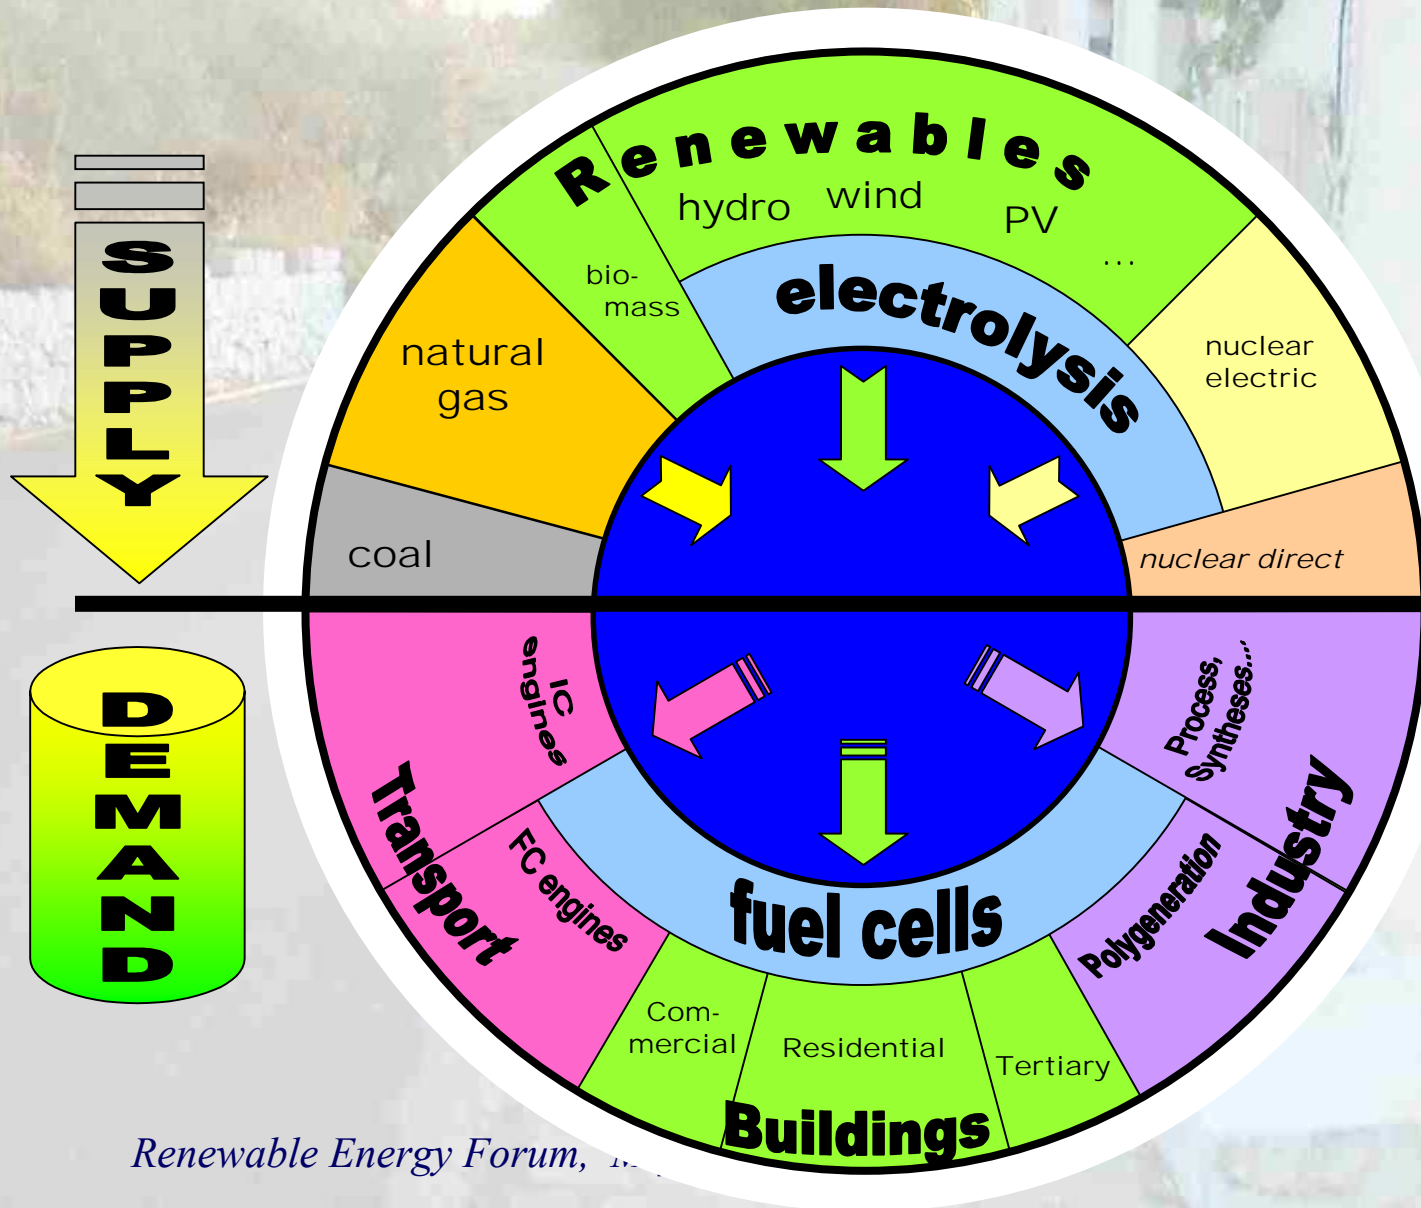 SUPPLY
Renewables
hydro wind PV
...
bio-
mass
electrolysis
natural
gas
nuclear
electric
coal
nuclear direct
DEMAND
IC
engines
Process,
Syntheses...
Transport
FC engines
fuel cells
Polygeneration
Industry
Com-
mercial
Residential
Tertiary
Buildings
Renewable Energy Forum,